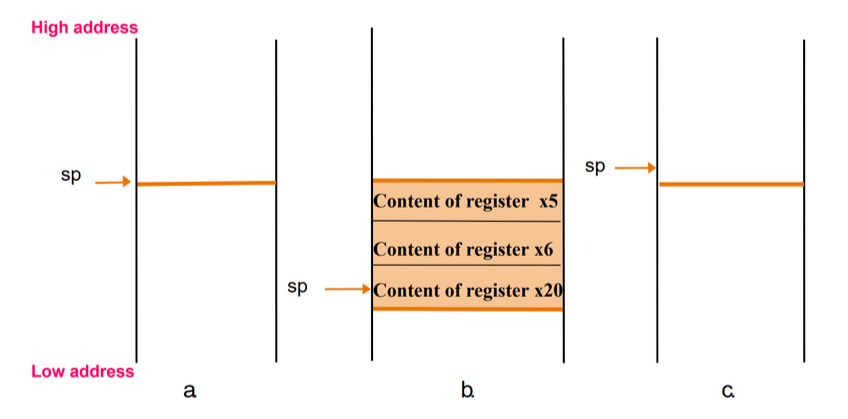 High address
sp
sp
Content of register x5
Content of register x6
sp
Content of register x20
Low address
a
b.
c.